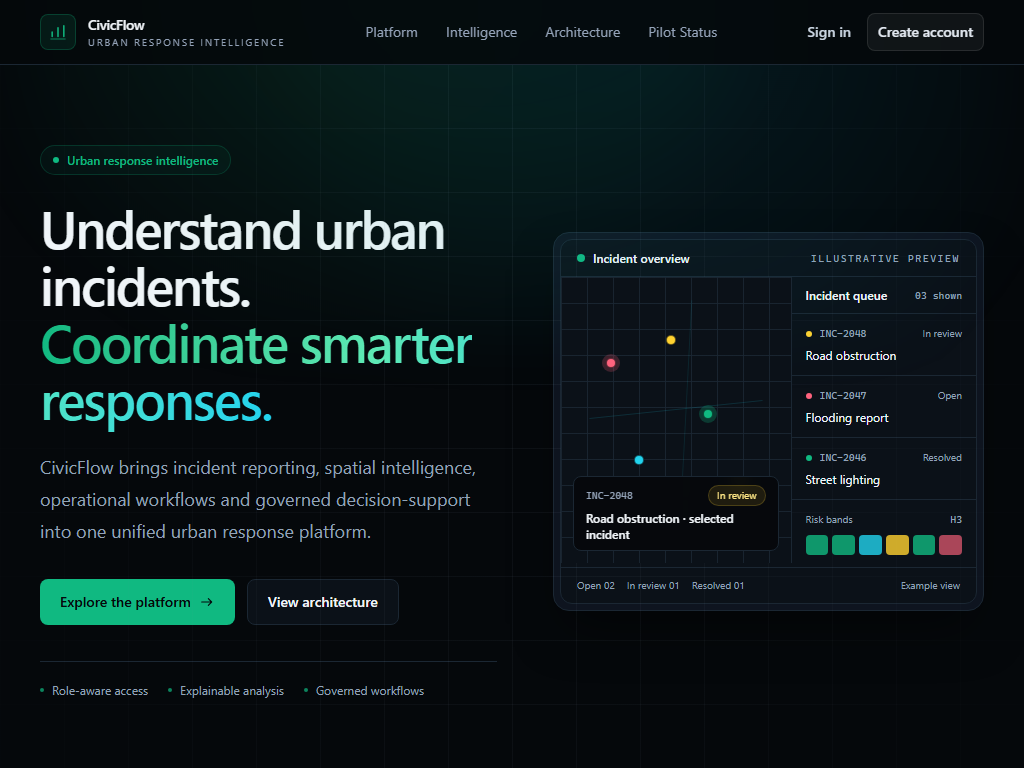 CivicFlow
URBAN RESPONSE INTELLIGENCE
Platform
Intelligence
Architecture
Pilot Status
Sign in
Create account
Urban response intelligence
Understand urban
incidents.
Coordinate smarter
responses.
CivicFlow brings incident reporting, spatial intelligence,
operational workflows and governed decision-support
into one unified urban response platform.
Explore the platform →
View architecture
Role-aware access
Explainable analysis
Governed workflows
Incident overview
ILLUSTRATIVE PREVIEW
INC-2048
In review
Road obstruction · selected
incident
Incident queue
03 shown
INC-2048
In review
Road obstruction
INC-2047
Open
Flooding report
INC-2046
Resolved
Street lighting
Risk bands
H3
Open 02
In review 01
Resolved 01
Example view